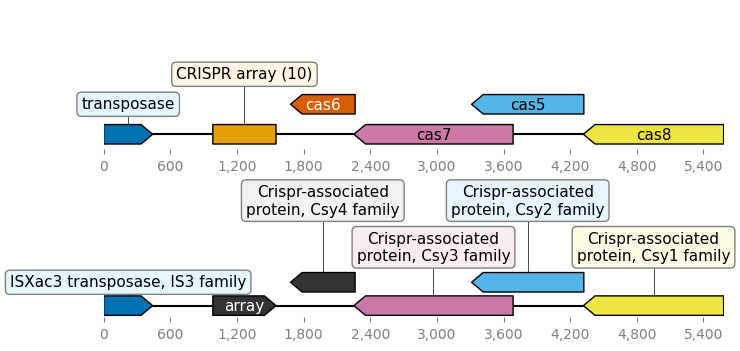 CRISPR array (10)
transposase
cas6
cas5
cas7
cas8
0 600 1,200 1,800 2,400 3,000 3,600 4,200 4,800 5,400
Crispr-associated
protein, Csy4 family
Crispr-associated
protein, Csy2 family
Crispr-associated
protein, Csy3 family
Crispr-associated
protein, Csy1 family
ISXac3 transposase, IS3 family
array
0 600 1,200 1,800 2,400 3,000 3,600 4,200 4,800 5,400